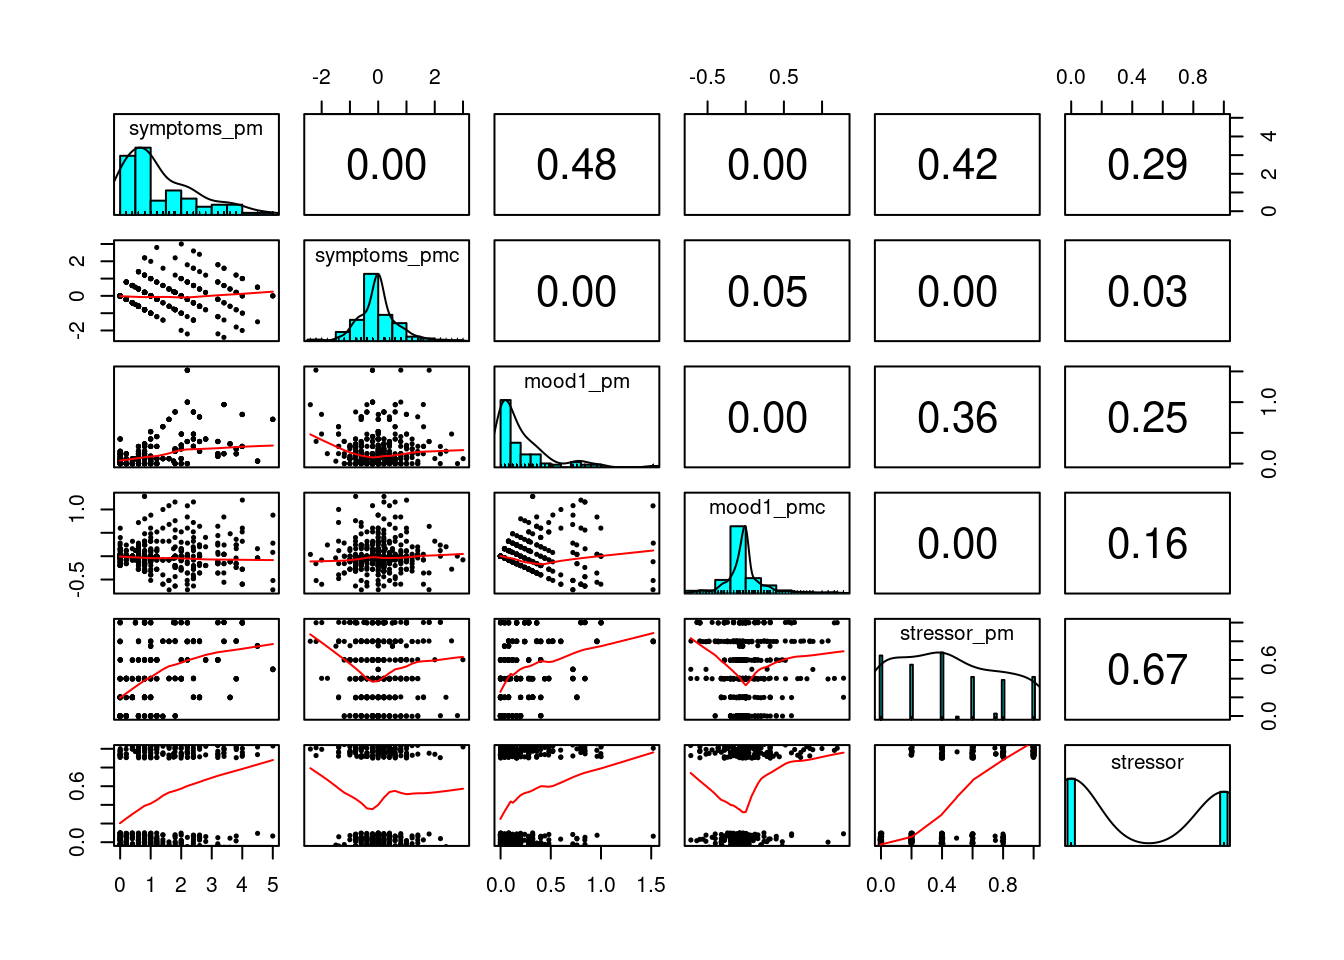 -2 0 2 -0.5 0.5 0.0 0.4 0.8
symptoms_pm 0.00 0.48 0.00 0.42 0.29 0 2 4
-2 0 2 symptoms_pmc 0.00 0.05 0.00 0.03
mood1_pm 0.00 0.36 0.25 0.0 1.0
-0.5 1.0 mood1_pmc 0.00 0.16
stressor_pm 0.67 0.0 0.6
0.0 0.6 stressor
0 1 2 3 4 5 0.0 0.5 1.0 1.5 0.0 0.4 0.8